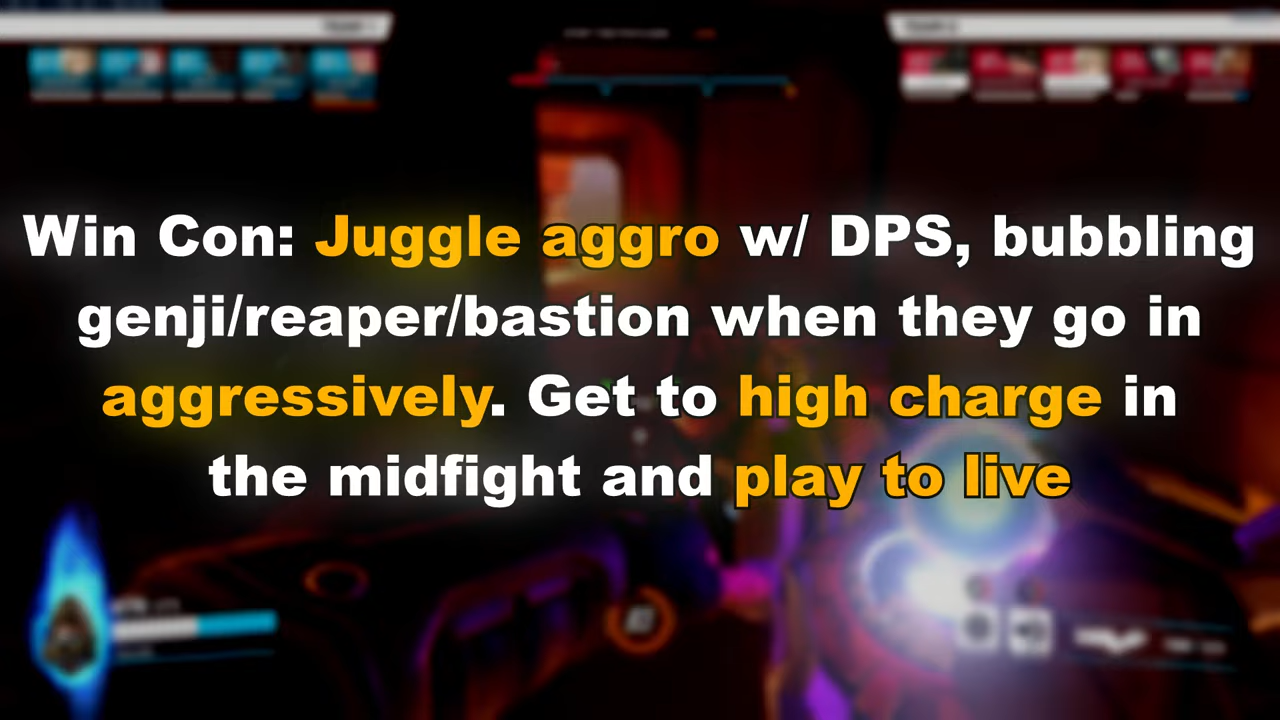 Win Con: Juggle aggro w/ DPS, bubbling
genji/reaper/bastion when they go in
aggressively. Get to high charge in
the midfight and play to live